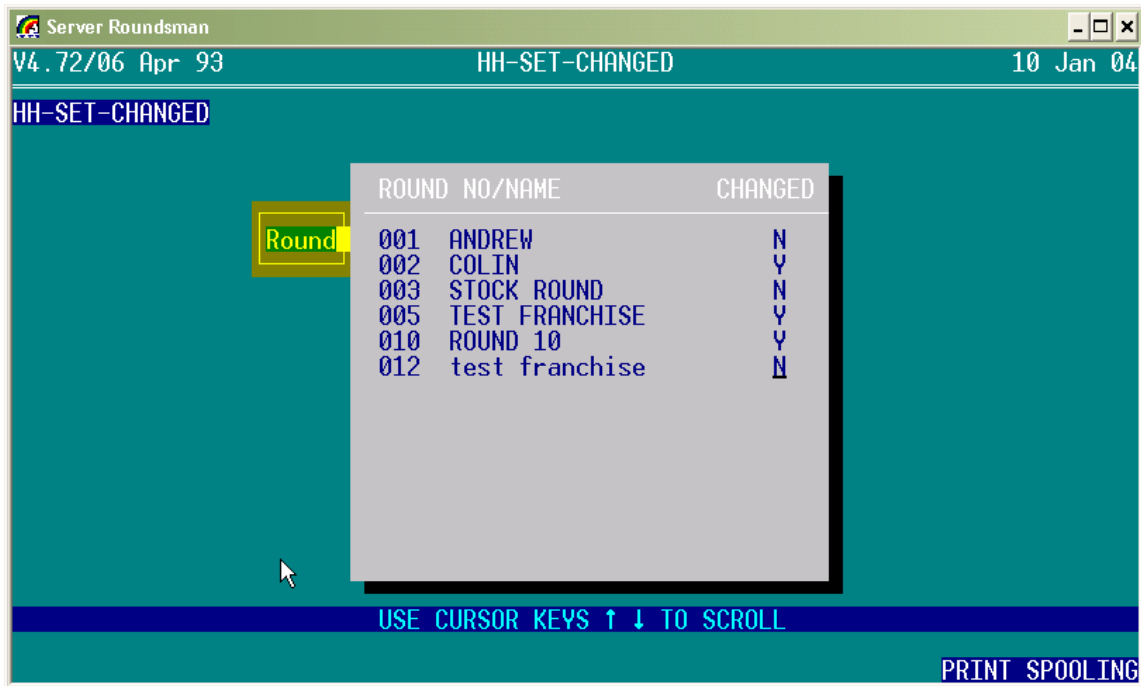 Server Roundsman
V4.72/06 Apr 93 HH-SET-CHANGED 10 Jan 04
HH-SET-CHANGED
ROUND NO/NAME CHANGED
Round
001 ANDREW N
002 COLIN Y
003 STOCK ROUND N
005 TEST FRANCHISE Y
010 ROUND 10 Y
012 test franchise N
USE CURSOR KEYS ↑ ↓ TO SCROLL
PRINT SPOOLING